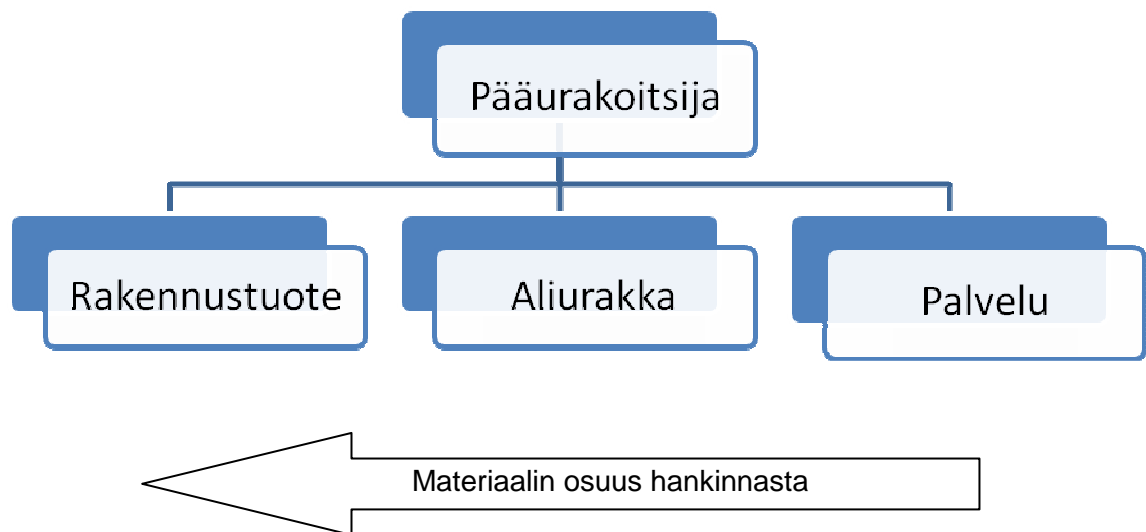 Pääurakoitsija
Rakennustuote
Aliurakka
Palvelu
Materiaalin osuus hankinnasta